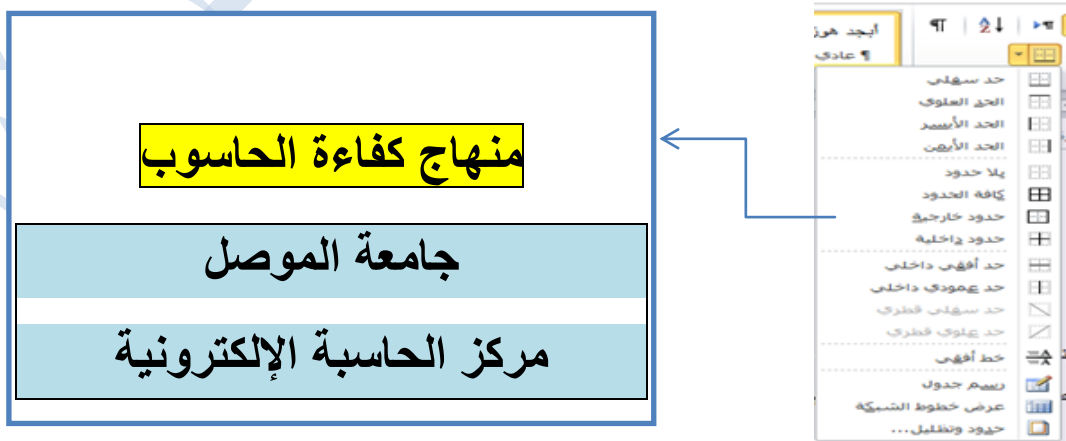 منهاج كفاءة الحاسوب
جامعة الموصل
مركز الحاسبة الإلكترونية
أبجد هوز
¶ عادي
حد سفلي
الحد العلوي
الحد الأيسر
الحد الأيمن
بلا حدود
كافة الحدود
حدود خارجية
حدود داخلية
حد أفقي داخلي
حد عمودي داخلي
حد سفلي قطري
حد علوي قطري
خط أفقي
رسم جدول
عرض خطوط الشبكة
حدود وتظليل...